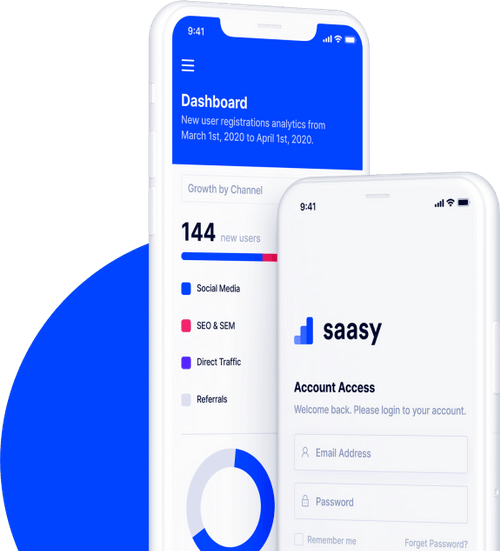 9:41
Dashboard
New user registrations analytics from
March 1st, 2020 to April 1st, 2020.
Growth by Channel
144 new users
Social Media
SEO & SEM
Direct Traffic
Referrals
9:41
saasy
Account Access
Welcome back. Please login to your account.
Email Address
Password
Remember me Forget Password?